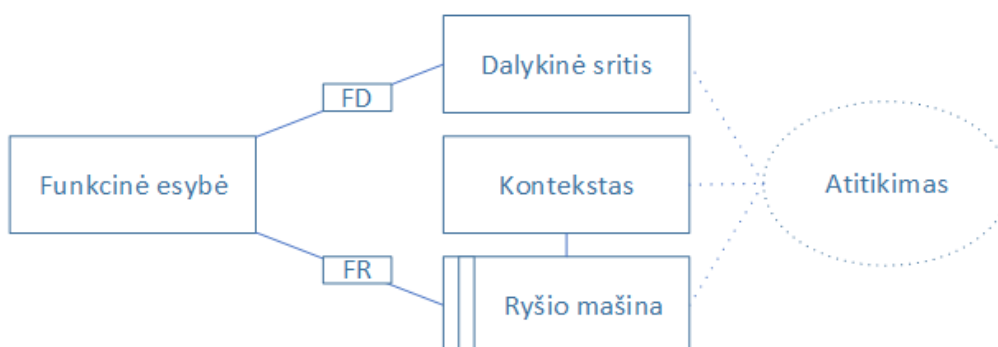 Dalykinė sritis
FD
Funkcinė esybė
Kontekstas
Atitikimas
FR
Ryšio mašina